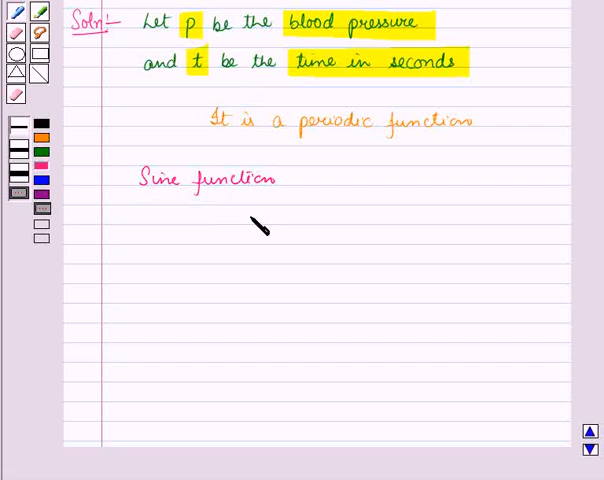 Soln:- Let p be the blood pressure
and t be the time in seconds
It is a periodic function
Sine function